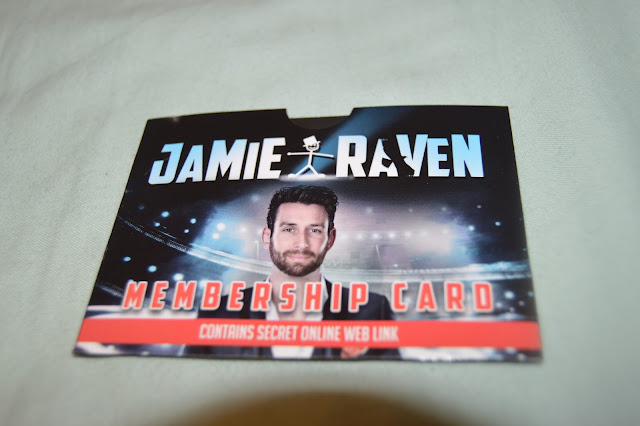 JAMIE RAVEN
MEMBERSHIP CARD
CONTAINS SECRET ONLINE WEB LINK